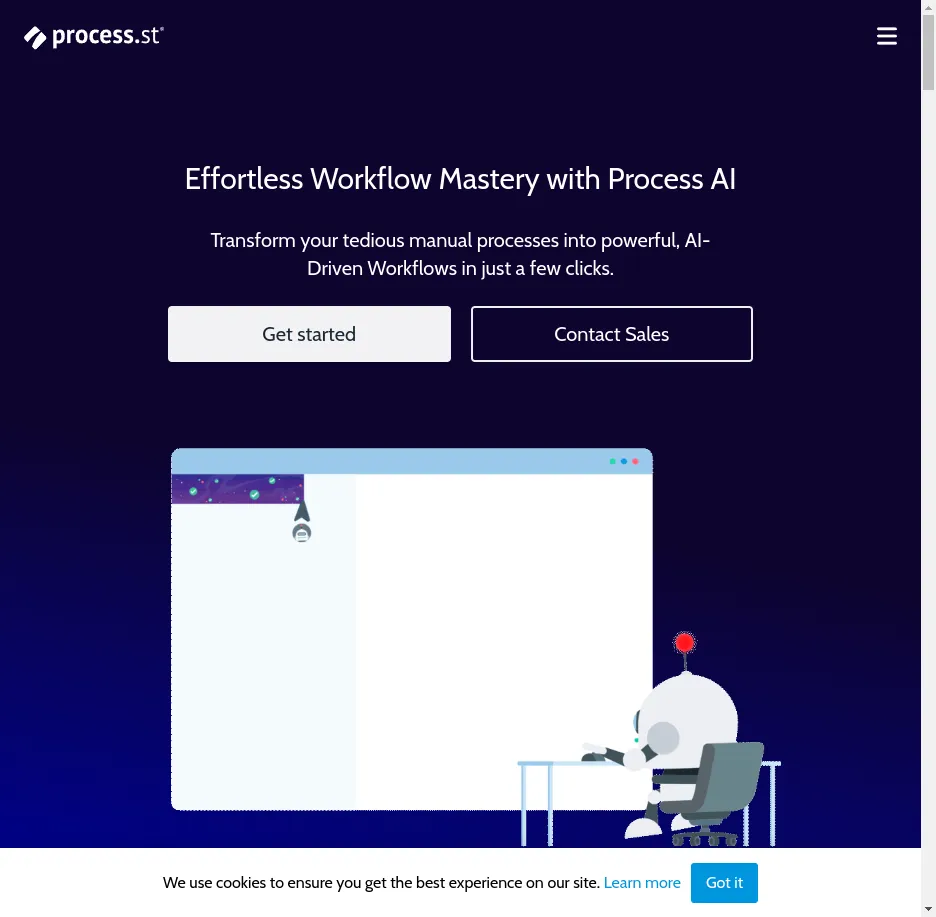 process.st®
Effortless Workflow Mastery with Process AI
Transform your tedious manual processes into powerful, AI-
Driven Workflows in just a few clicks.
Get started
Contact Sales
We use cookies to ensure you get the best experience on our site. Learn more
Got it